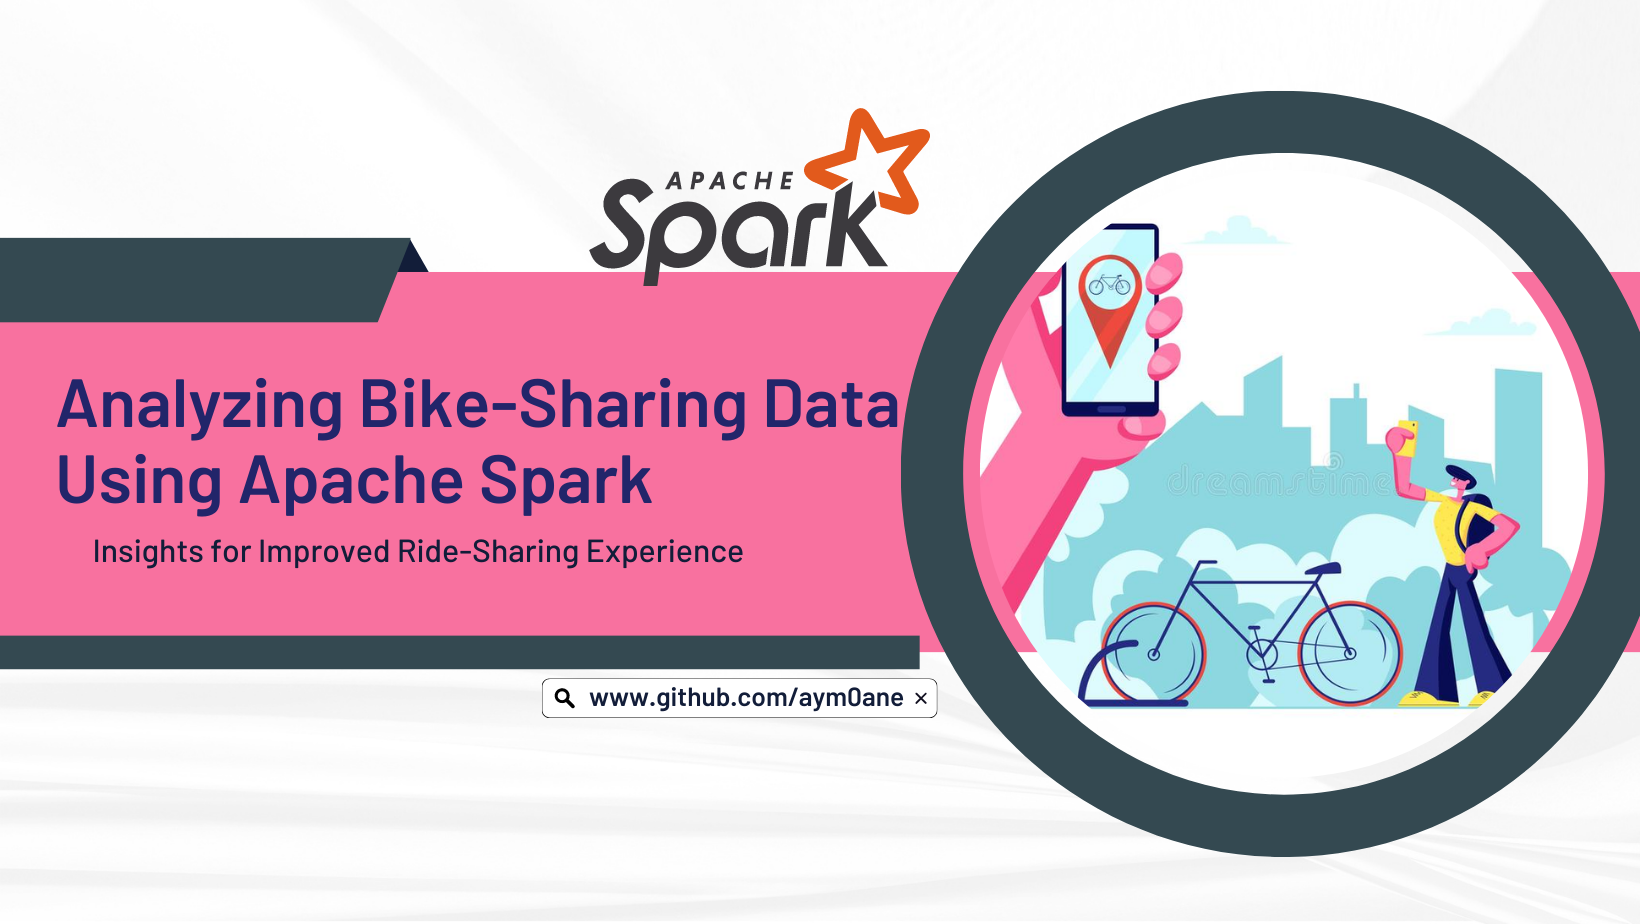 APACHE
Spark
Analyzing Bike-Sharing Data
Using Apache Spark
Insights for Improved Ride-Sharing Experience
www.github.com/aym0ane ×
dreamstime